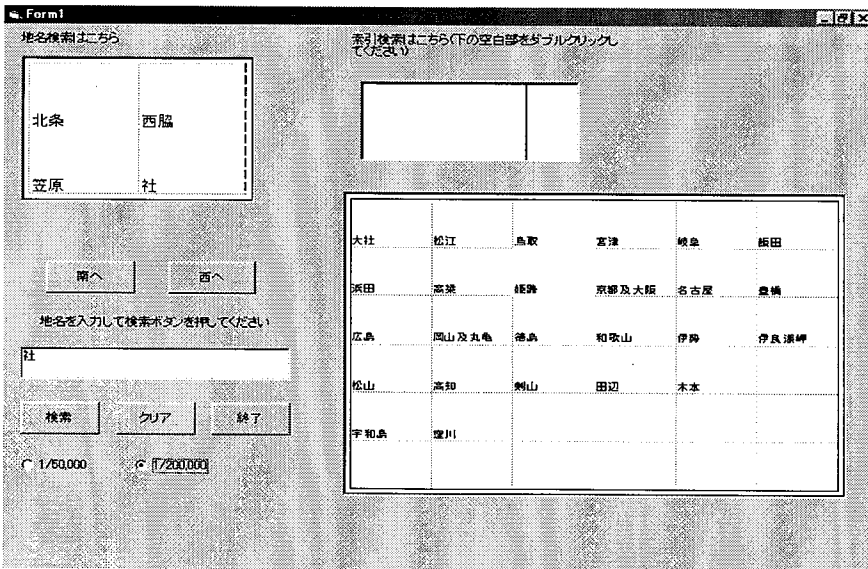 Form1
地名検索はこちら
北条 西脇
笠原 社
南へ 西へ
地名を入力して検索ボタンを押してください
社
検索 クリア 終了
1/50,000 1/200,000
索引検索はこちら(下の空白部をダブルクリックし
てください)
大社 松江 鳥取 宮津 岐阜 飯田
浜田 高梁 姫路 京都及大阪 名古屋 豊橋
広島 岡山及丸亀 徳島 和歌山 伊勢 伊良湖岬
松山 高知 剣山 田辺 木本
宇和島 窪川